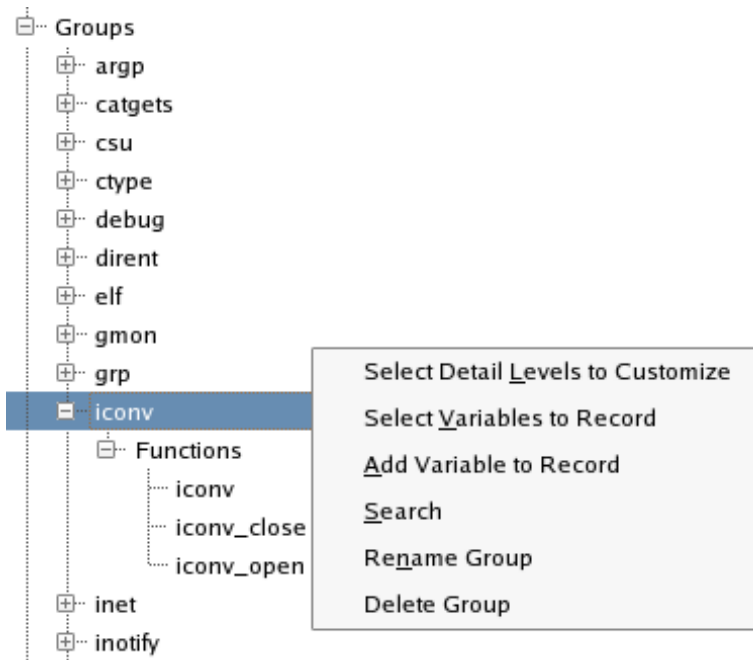 Groups
argp
catgets
csu
ctype
debug
dirent
elf
gmon
grp
iconv
Functions
iconv
iconv_close
iconv_open
inet
inotify
Select Detail Levels to Customize
Select Variables to Record
Add Variable to Record
Search
Rename Group
Delete Group